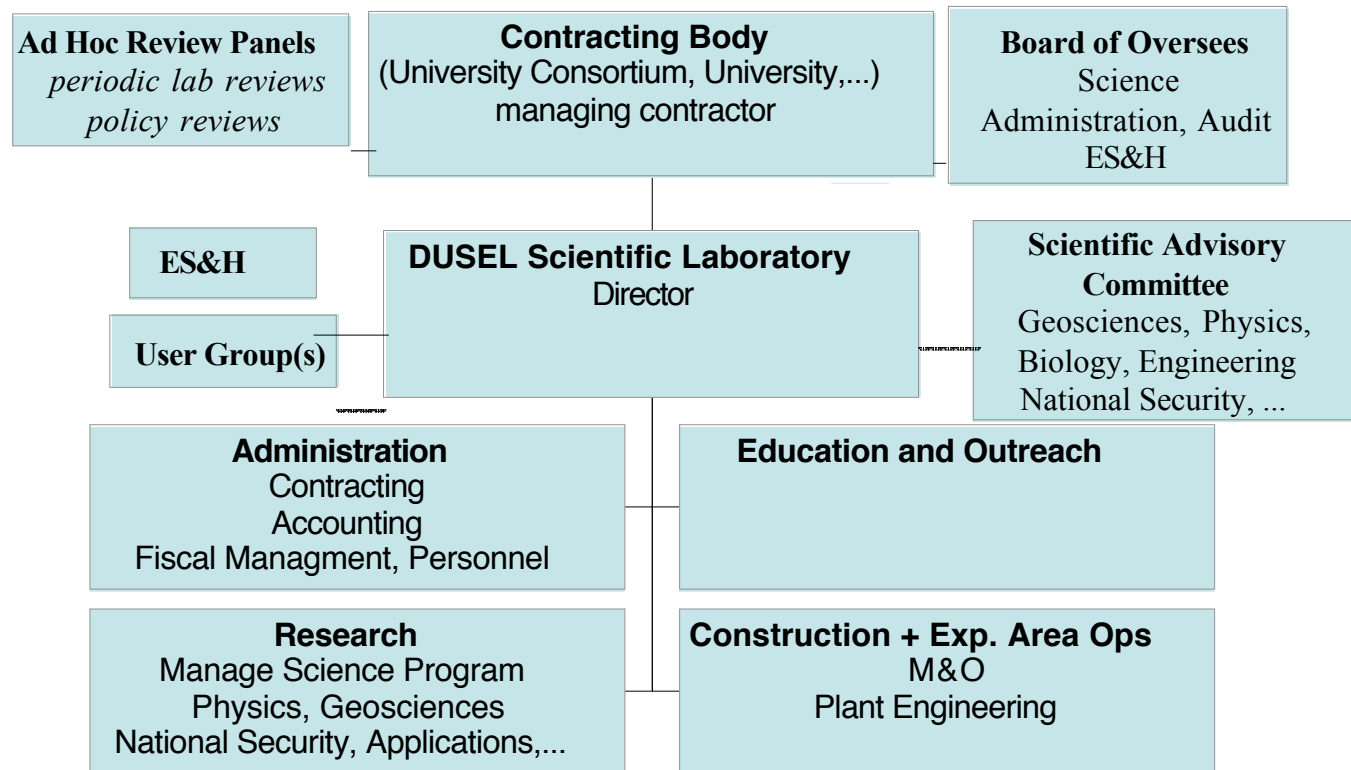 Ad Hoc Review Panels
periodic lab reviews
policy reviews
Contracting Body
(University Consortium, University,...)
managing contractor
Board of Oversees
Science
Administration, Audit
ES&H
ES&H
User Group(s)
DUSEL Scientific Laboratory
Director
Scientific Advisory
Committee
Geosciences, Physics,
Biology, Engineering
National Security, ...
Administration
Contracting
Accounting
Fiscal Managment, Personnel
Education and Outreach
Research
Manage Science Program
Physics, Geosciences
National Security, Applications,...
Construction + Exp. Area Ops
M&O
Plant Engineering